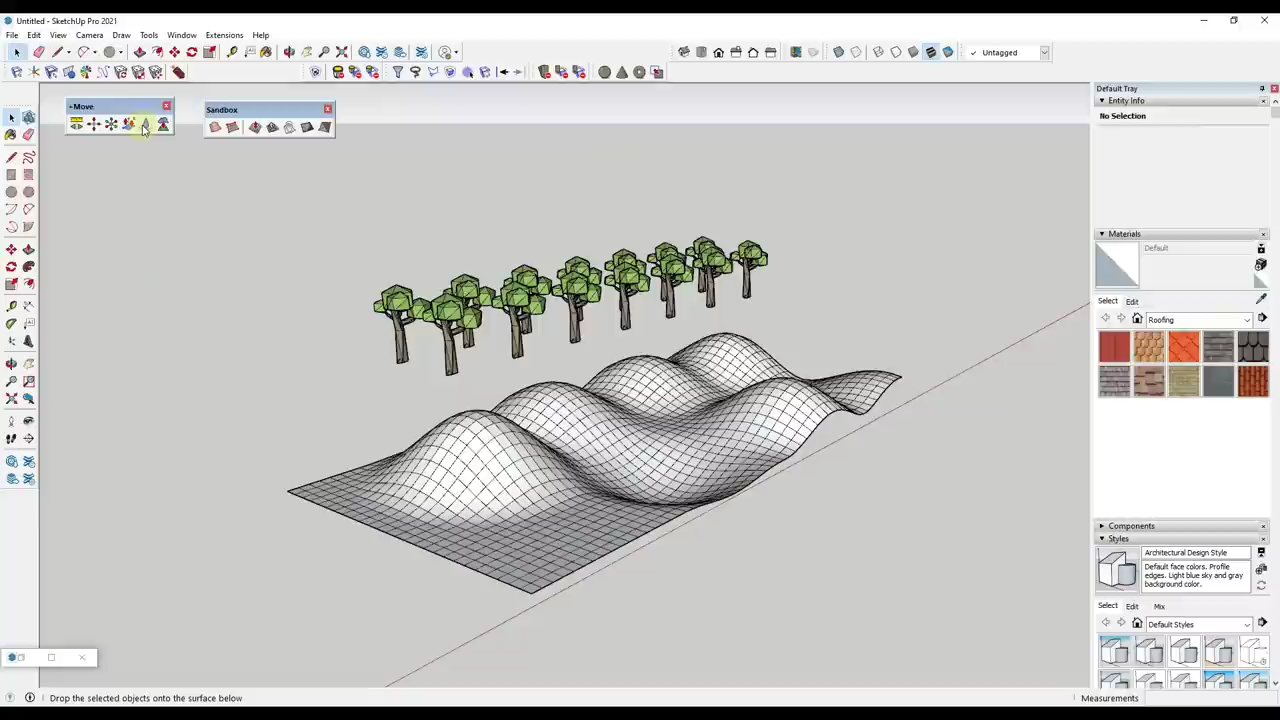 Untitled - SketchUp Pro 2021
File Edit View Camera Draw Tools Window Extensions Help
Untagged
+Move
Sandbox
Default Tray
Entity Info
No Selection
Materials
Default
Select Edit
Roofing
Components
Styles
Architectural Design Style
Default face colors. Profile
edges. Light blue sky and gray
background color.
Select Edit Mix
Default Styles
Drop the selected objects onto the surface below
Measurements